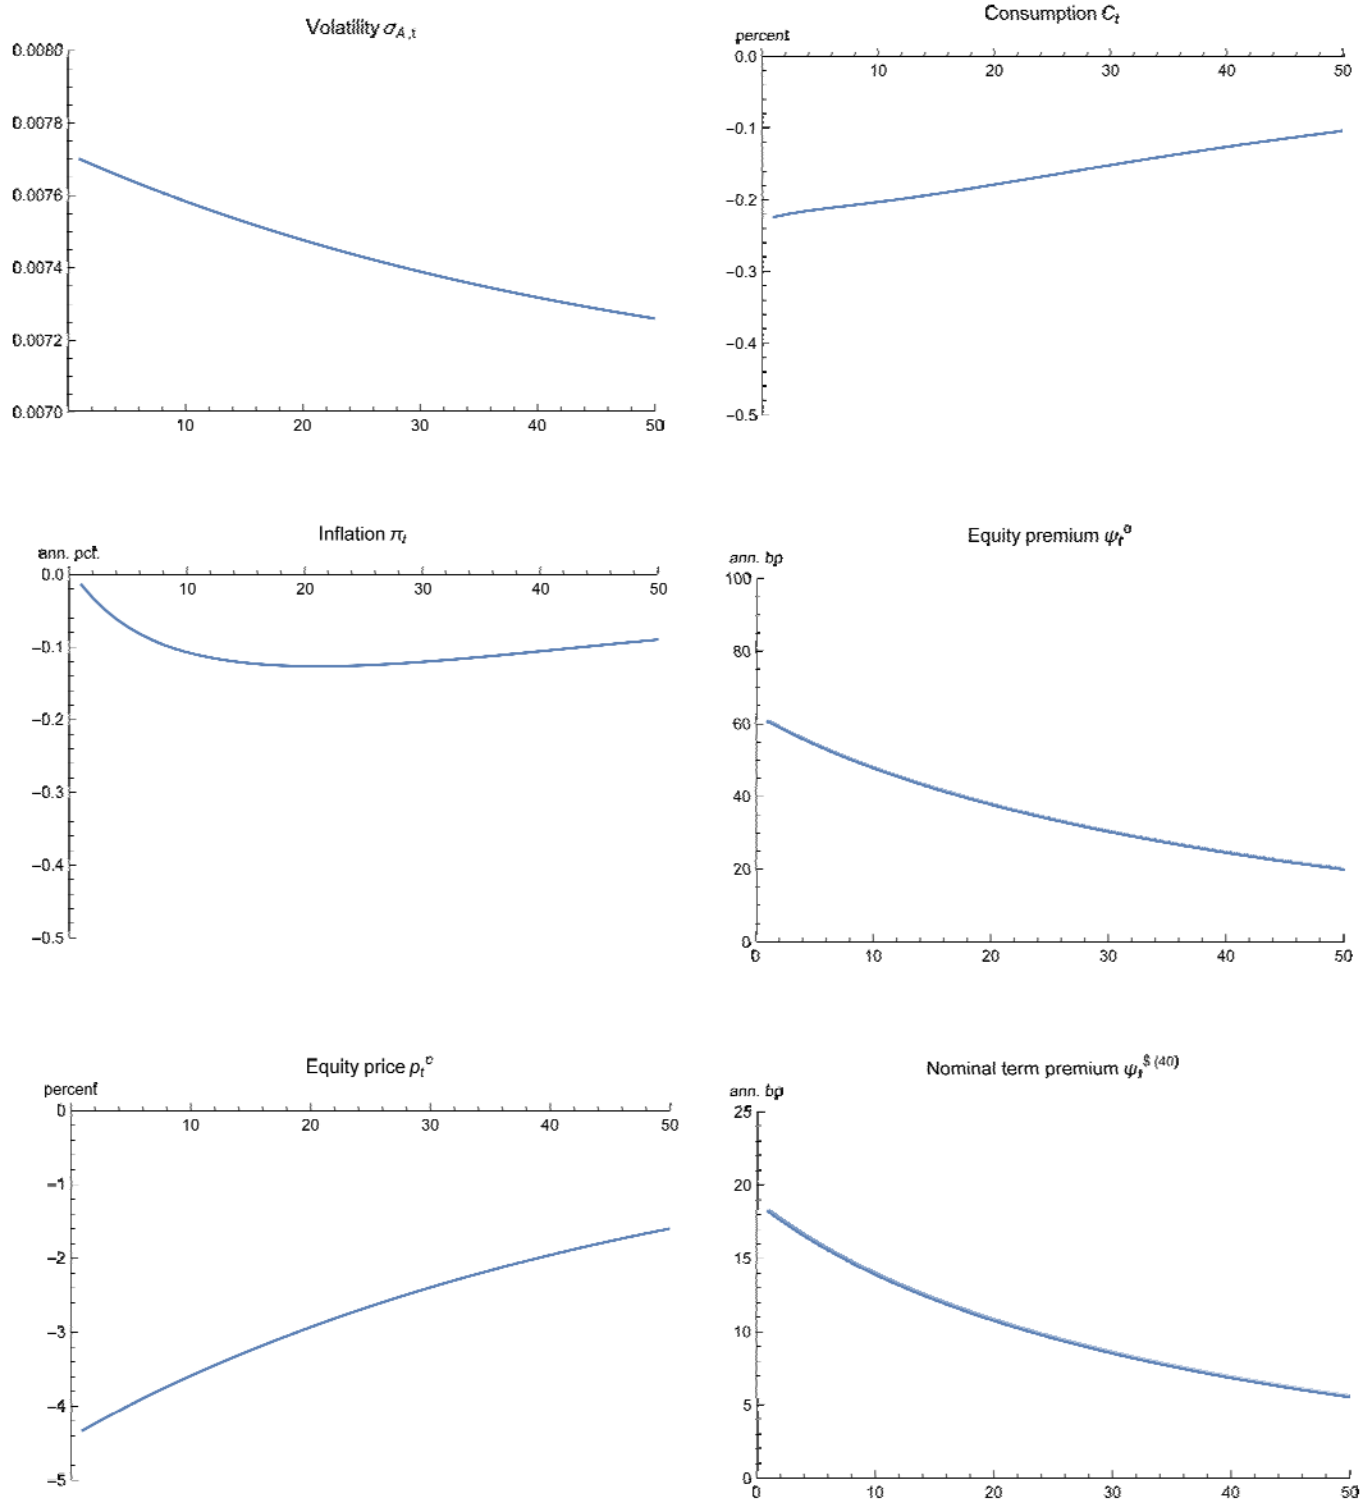 Volatility σA,t
0.0080
0.0078
0.0076
0.0074
0.0072
0.0070
10 20 30 40 50
Consumption Ct
percent
0.0
10 20 30 40 50
−0.1
−0.2
−0.3
−0.4
−0.5
Inflation πt
ann. pct.
0.0
10 20 30 40 50
−0.1
−0.2
−0.3
−0.4
−0.5
Equity premium ψt
ann. bp
100
80
60
40
20
0
0 10 20 30 40 50
Equity price pt
percent
0
10 20 30 40 50
−1
−2
−3
−4
−5
Nominal term premium ψt$ (40)
ann. bp
25
20
15
10
5
0
0 10 20 30 40 50